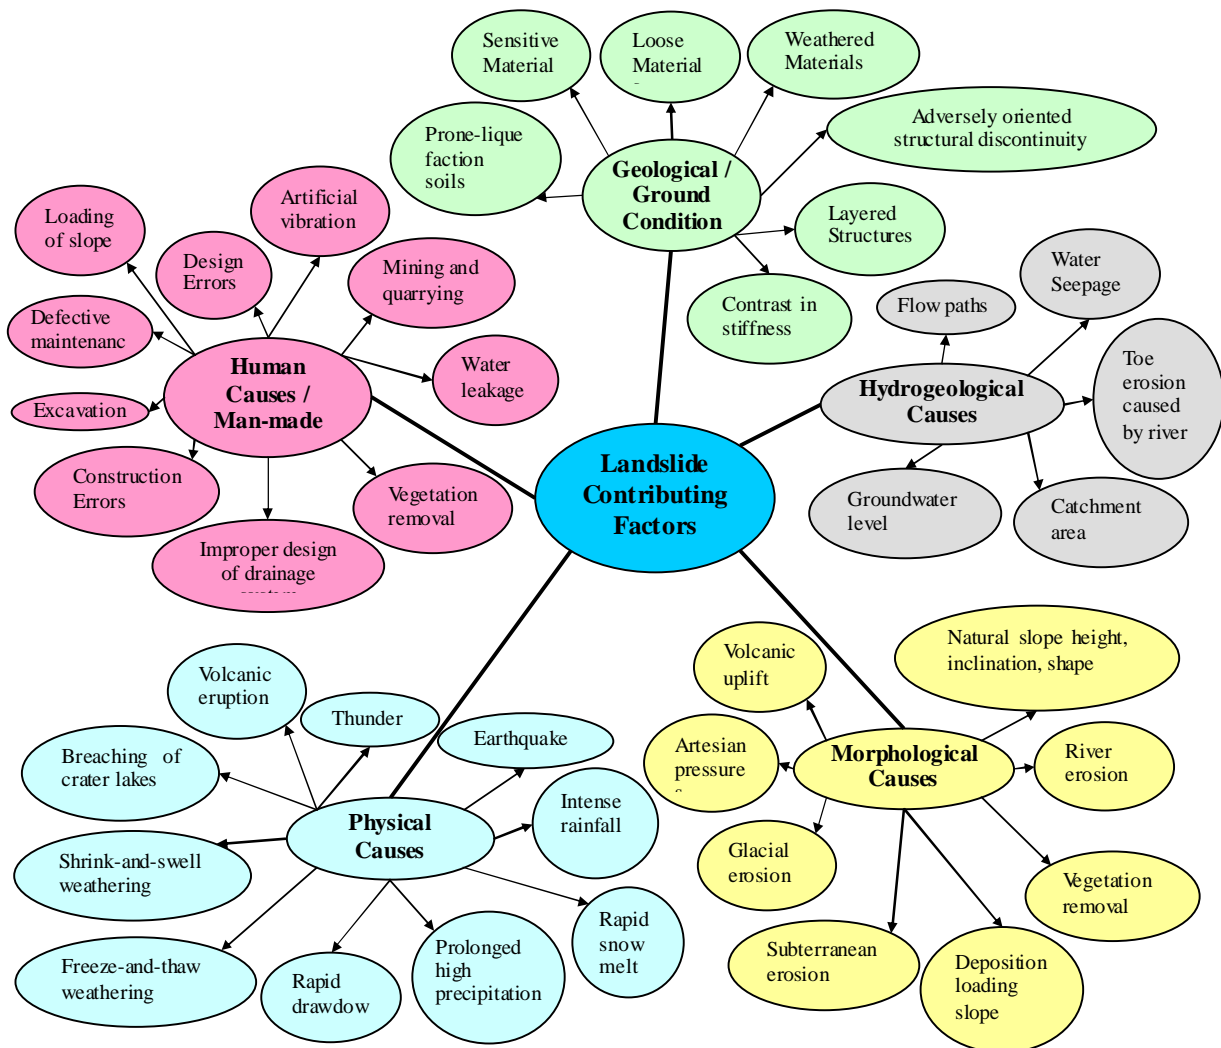 Sensitive
Material
Loose
Material
Weathered
Materials
Adversely oriented
structural discontinuity
Prone-lique
faction
soils
Geological /
Ground
Condition
Layered
Structures
Contrast in
stiffness
Artificial
vibration
Loading
of slope
Design
Errors
Mining and
quarrying
Defective
maintenanc
Water
leakage
Human
Causes /
Man-made
Excavation
Construction
Errors
Vegetation
removal
Improper design
of drainage
Water
Seepage
Flow paths
Toe
erosion
caused
by river
Hydrogeological
Causes
Groundwater
level
Catchment
area
Landslide
Contributing
Factors
Volcanic
eruption
Thunder
Earthquake
Breaching of
crater lakes
Intense
rainfall
Physical
Causes
Shrink-and-swell
weathering
Freeze-and-thaw
weathering
Rapid
drawdow
Prolonged
high
precipitation
Rapid
snow
melt
Volcanic
uplift
Natural slope height,
inclination, shape
Artesian
pressure
Morphological
Causes
River
erosion
Glacial
erosion
Vegetation
removal
Subterranean
erosion
Deposition
loading
slope